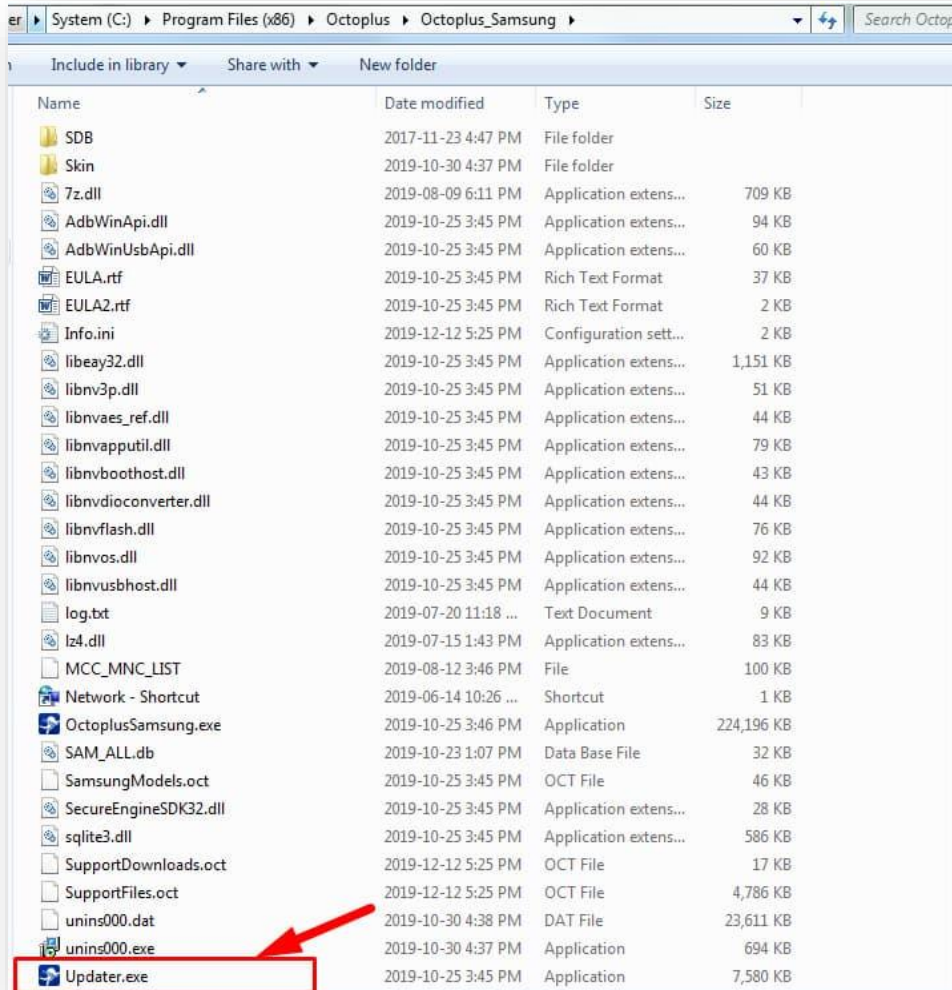 er ▸ System (C:) ▸ Program Files (x86) ▸ Octoplus ▸ Octoplus_Samsung ▸ Search Octop
Include in library Share with New folder
Name Date modified Type Size
SDB 2017-11-23 4:47 PM File folder
Skin 2019-10-30 4:37 PM File folder
7z.dll 2019-08-09 6:11 PM Application extens... 709 KB
AdbWinApi.dll 2019-10-25 3:45 PM Application extens... 94 KB
AdbWinUsbApi.dll 2019-10-25 3:45 PM Application extens... 60 KB
EULA.rtf 2019-10-25 3:45 PM Rich Text Format 37 KB
EULA2.rtf 2019-10-25 3:45 PM Rich Text Format 2 KB
Info.ini 2019-12-12 5:25 PM Configuration sett... 2 KB
libeay32.dll 2019-10-25 3:45 PM Application extens... 1,151 KB
libnv3p.dll 2019-10-25 3:45 PM Application extens... 51 KB
libnvaes_ref.dll 2019-10-25 3:45 PM Application extens... 44 KB
libnvapputil.dll 2019-10-25 3:45 PM Application extens... 79 KB
libnvboothost.dll 2019-10-25 3:45 PM Application extens... 43 KB
libnvdioconverter.dll 2019-10-25 3:45 PM Application extens... 44 KB
libnvflash.dll 2019-10-25 3:45 PM Application extens... 76 KB
libnvos.dll 2019-10-25 3:45 PM Application extens... 92 KB
libnvusbhost.dll 2019-10-25 3:45 PM Application extens... 44 KB
log.txt 2019-07-20 11:18 ... Text Document 9 KB
lz4.dll 2019-07-15 1:43 PM Application extens... 83 KB
MCC_MNC_LIST 2019-08-12 3:46 PM File 100 KB
Network - Shortcut 2019-06-14 10:26 ... Shortcut 1 KB
OctoplusSamsung.exe 2019-10-25 3:46 PM Application 224,196 KB
SAM_ALL.db 2019-10-23 1:07 PM Data Base File 32 KB
SamsungModels.oct 2019-10-25 3:45 PM OCT File 46 KB
SecureEngineSDK32.dll 2019-10-25 3:45 PM Application extens... 28 KB
sqlite3.dll 2019-10-25 3:45 PM Application extens... 586 KB
SupportDownloads.oct 2019-12-12 5:25 PM OCT File 17 KB
SupportFiles.oct 2019-12-12 5:25 PM OCT File 4,786 KB
unins000.dat 2019-10-30 4:38 PM DAT File 23,611 KB
unins000.exe 2019-10-30 4:37 PM Application 694 KB
Updater.exe 2019-10-25 3:45 PM Application 7,580 KB